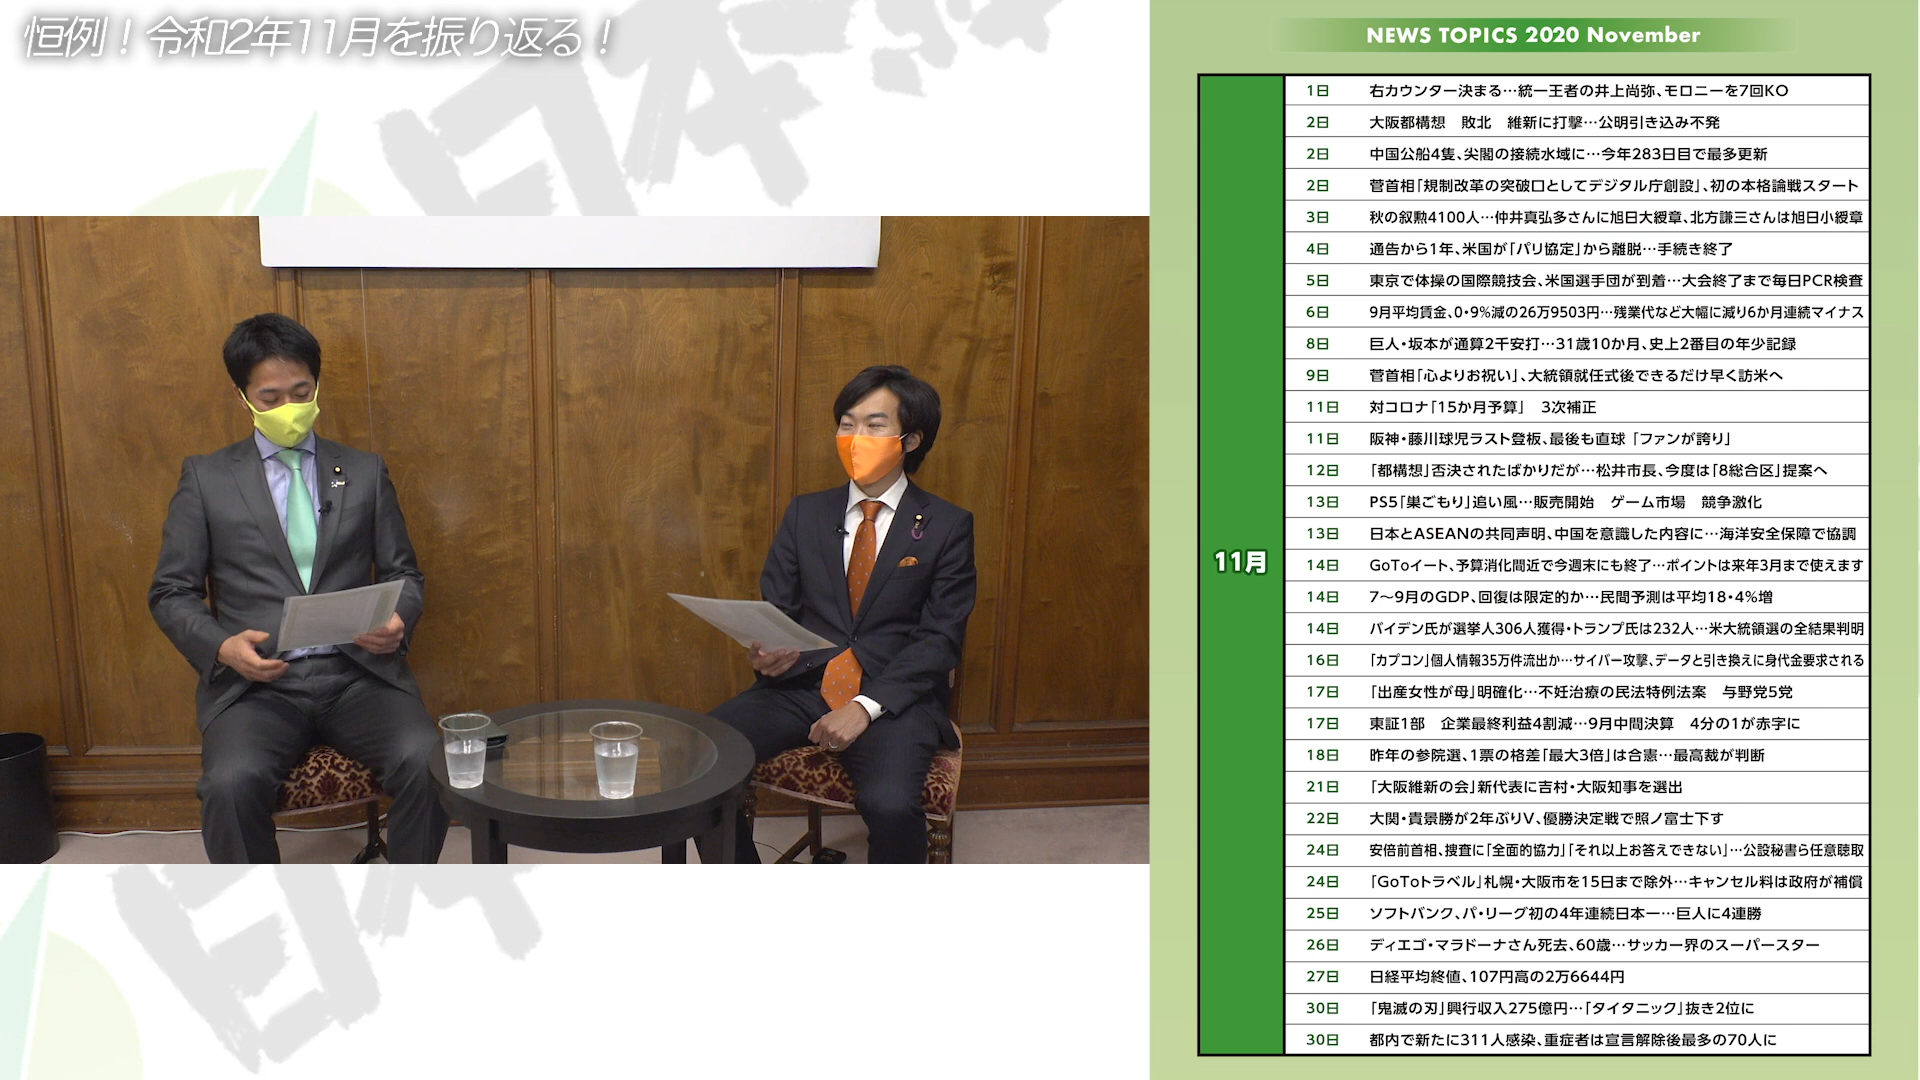 恒例！令和2年11月を振り返る！
日本
日本
NEWS TOPICS 2020 November
11月
1日 右カウンター決まる…統一王者の井上尚弥、モロニーを7回KO
2日 大阪都構想　敗北　維新に打撃…公明引き込み不発
2日 中国公船4隻、尖閣の接続水域に…今年283日目で最多更新
2日 菅首相「規制改革の突破口としてデジタル庁創設」、初の本格論戦スタート
3日 秋の叙勲4100人…仲井真弘多さんに旭日大綬章、北方謙三さんは旭日小綬章
4日 通告から1年、米国が「パリ協定」から離脱…手続き終了
5日 東京で体操の国際競技会、米国選手団が到着…大会終了まで毎日PCR検査
6日 9月平均賃金、0・9%減の26万9503円…残業代など大幅に減り6か月連続マイナス
8日 巨人・坂本が通算2千安打…31歳10か月、史上2番目の年少記録
9日 菅首相「心よりお祝い」、大統領就任式後できるだけ早く訪米へ
11日 対コロナ「15か月予算」　3次補正
11日 阪神・藤川球児ラスト登板、最後も直球「ファンが誇り」
12日 「都構想」否決されたばかりだが…松井市長、今度は「8総合区」提案へ
13日 PS5「巣ごもり」追い風…販売開始　ゲーム市場　競争激化
13日 日本とASEANの共同声明、中国を意識した内容に…海洋安全保障で協調
14日 GoToイート、予算消化間近で今週末にも終了…ポイントは来年3月まで使えます
14日 7～9月のGDP、回復は限定的か…民間予測は平均18・4%増
14日 バイデン氏が選挙人306人獲得・トランプ氏は232人…米大統領選の全結果判明
16日 「カプコン」個人情報35万件流出か…サイバー攻撃、データと引き換えに身代金要求される
17日 「出産女性が母」明確化…不妊治療の民法特例法案　与野党5党
17日 東証1部　企業最終利益4割減…9月中間決算　4分の1が赤字に
18日 昨年の参院選、1票の格差「最大3倍」は合憲…最高裁が判断
21日 「大阪維新の会」新代表に吉村・大阪知事を選出
22日 大関・貴景勝が2年ぶりV、優勝決定戦で照ノ富士下す
24日 安倍前首相、捜査に「全面的協力」「それ以上お答えできない」…公設秘書ら任意聴取
24日 「GoToトラベル」札幌・大阪市を15日まで除外…キャンセル料は政府が補償
25日 ソフトバンク、パ・リーグ初の4年連続日本一…巨人に4連勝
26日 ディエゴ・マラドーナさん死去、60歳…サッカー界のスーパースター
27日 日経平均終値、107円高の2万6644円
30日 「鬼滅の刃」興行収入275億円…「タイタニック」抜き2位に
30日 都内で新たに311人感染、重症者は宣言解除後最多の70人に